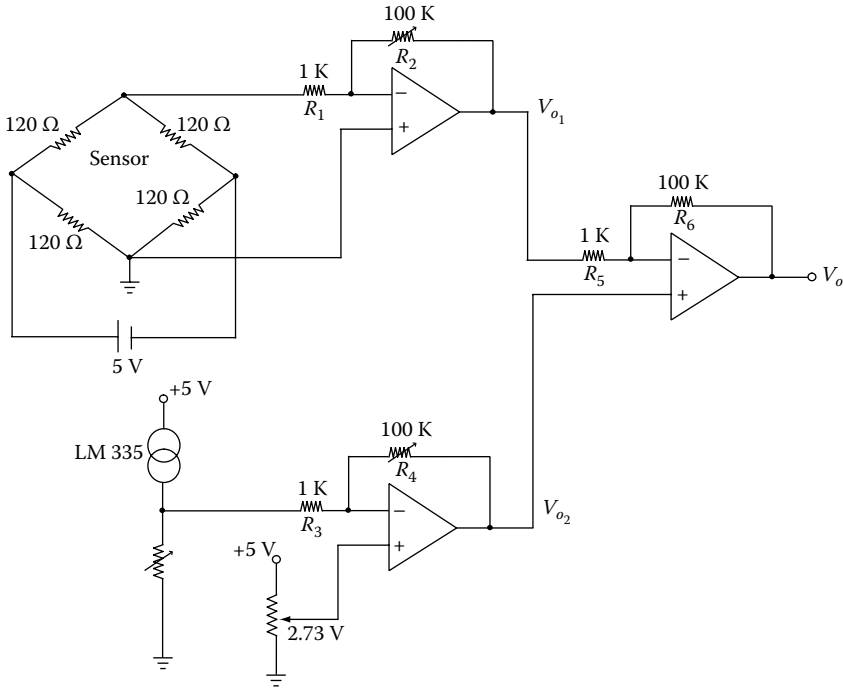 100 K
R2
1 K
R1
−
+
Vo1
120 Ω
120 Ω
Sensor
120 Ω
120 Ω
5 V
100 K
R6
1 K
R5
−
+
Vo
+5 V
LM 335
100 K
R4
1 K
R3
−
+
Vo2
+5 V
2.73 V